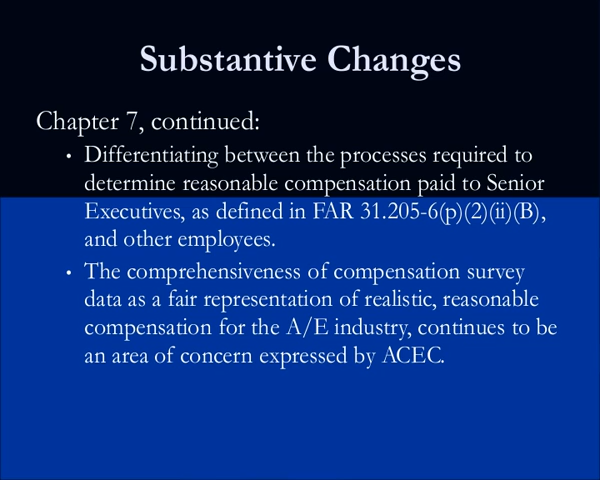 Substantive Changes
Chapter 7, continued:
• Differentiating between the processes required to
determine reasonable compensation paid to Senior
Executives, as defined in FAR 31.205-6(p)(2)(ii)(B),
and other employees.
• The comprehensiveness of compensation survey
data as a fair representation of realistic, reasonable
compensation for the A/E industry, continues to be
an area of concern expressed by ACEC.